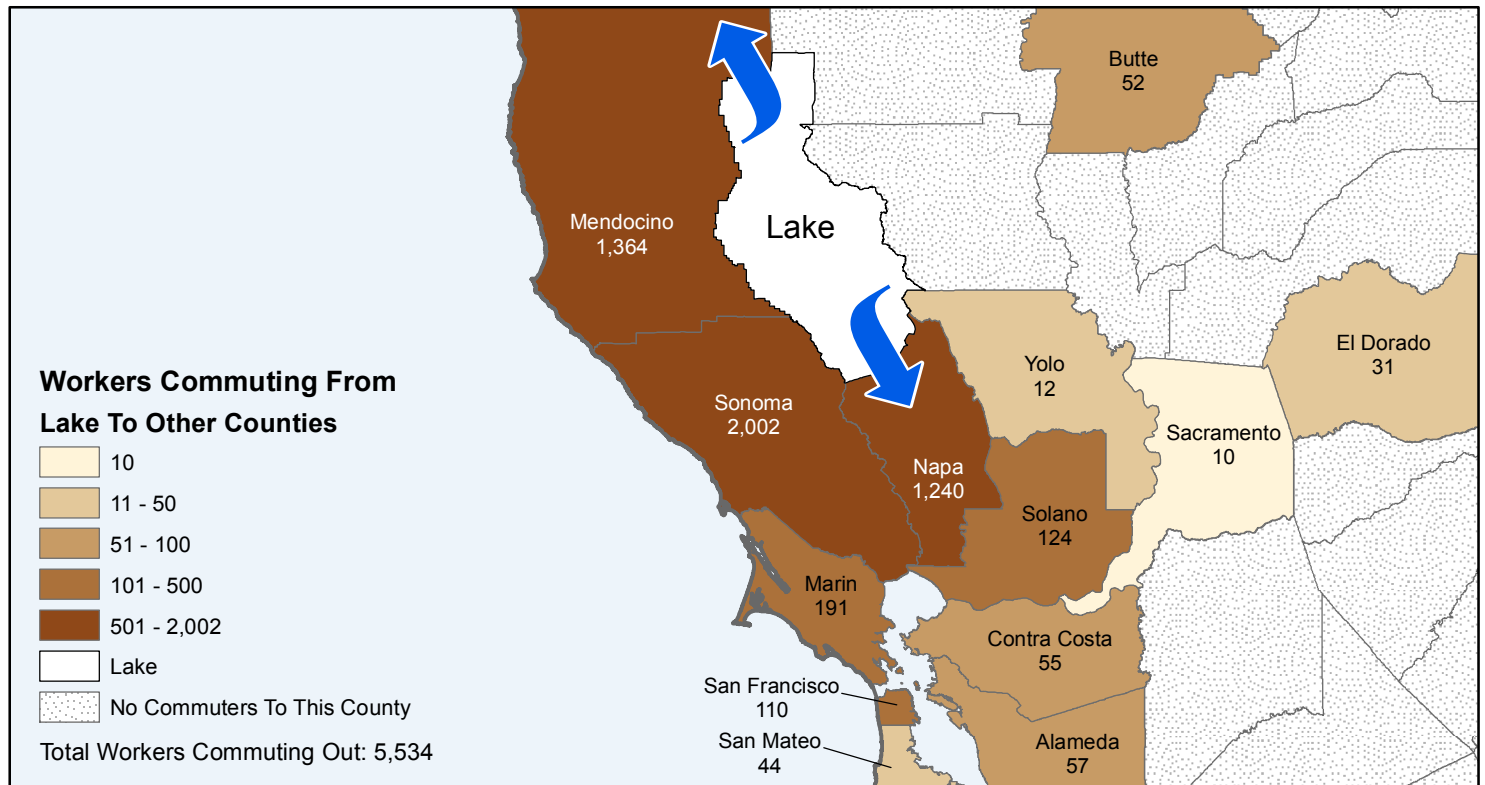 Butte
52
Mendocino
1,364
Lake
El Dorado
31
Yolo
12
Sonoma
2,002
Sacramento
10
Napa
1,240
Solano
124
Marin
191
Contra Costa
55
San Francisco
110
San Mateo
44
Alameda
57
Workers Commuting From
Lake To Other Counties
10
11 - 50
51 - 100
101 - 500
501 - 2,002
Lake
No Commuters To This County
Total Workers Commuting Out: 5,534